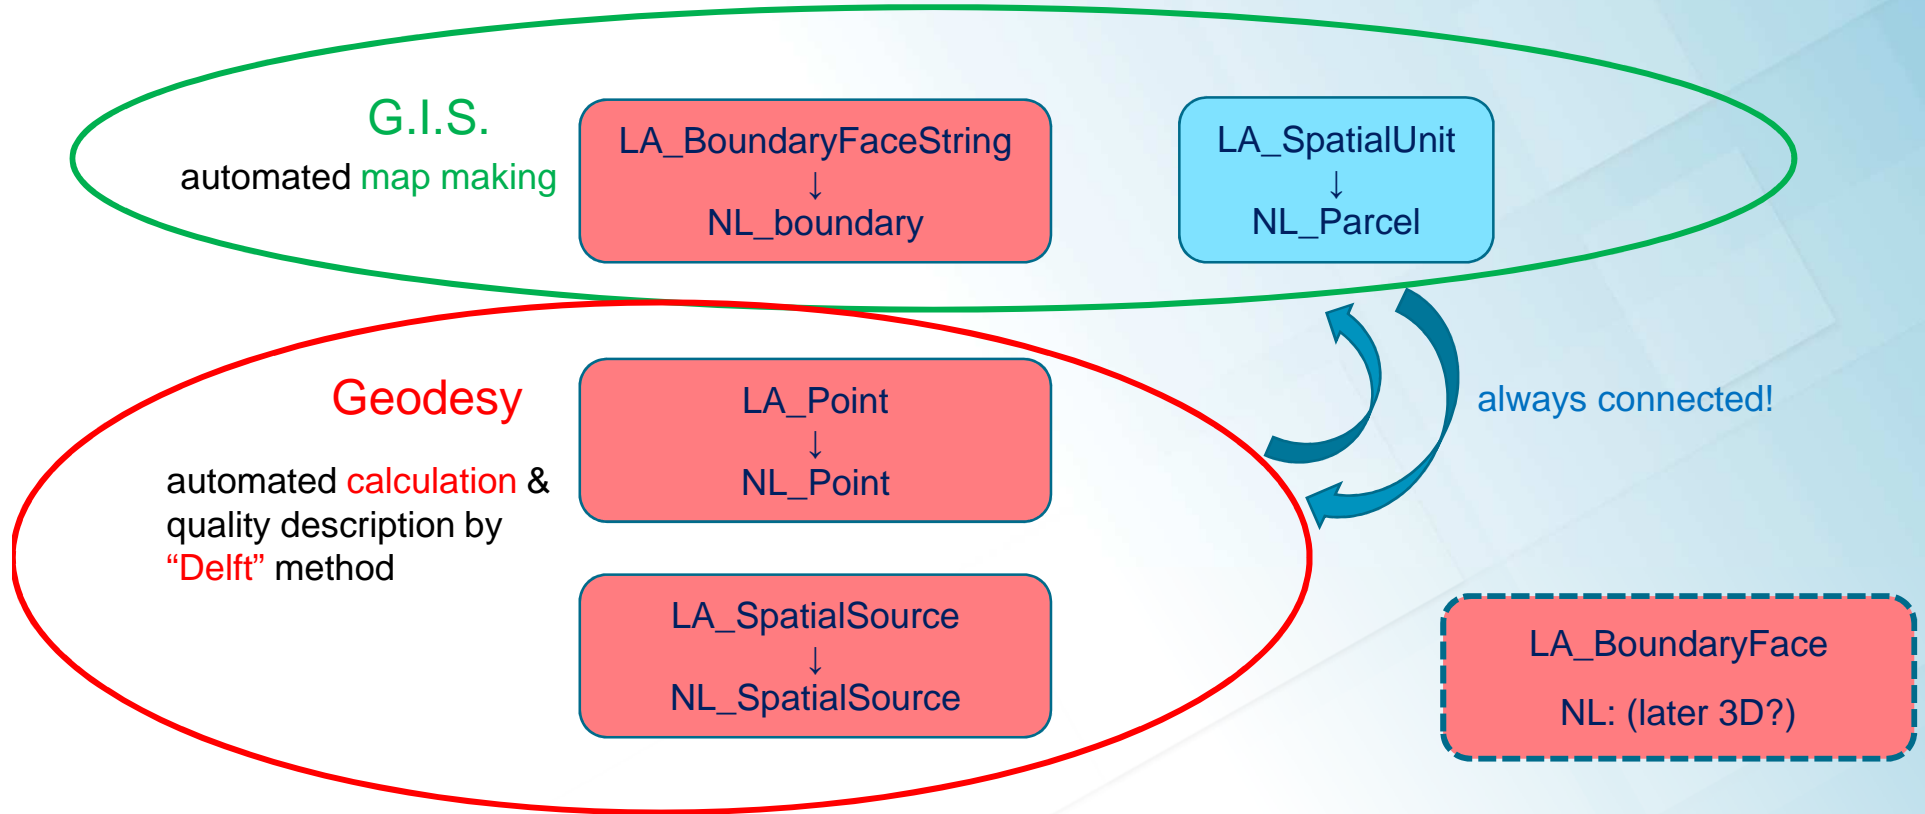 G.I.S.
automated map making
LA_BoundaryFaceString
↓
NL_boundary
LA_SpatialUnit
↓
NL_Parcel
Geodesy
automated calculation &
quality description by
“Delft” method
LA_Point
↓
NL_Point
LA_SpatialSource
↓
NL_SpatialSource
always connected!
LA_BoundaryFace
NL: (later 3D?)